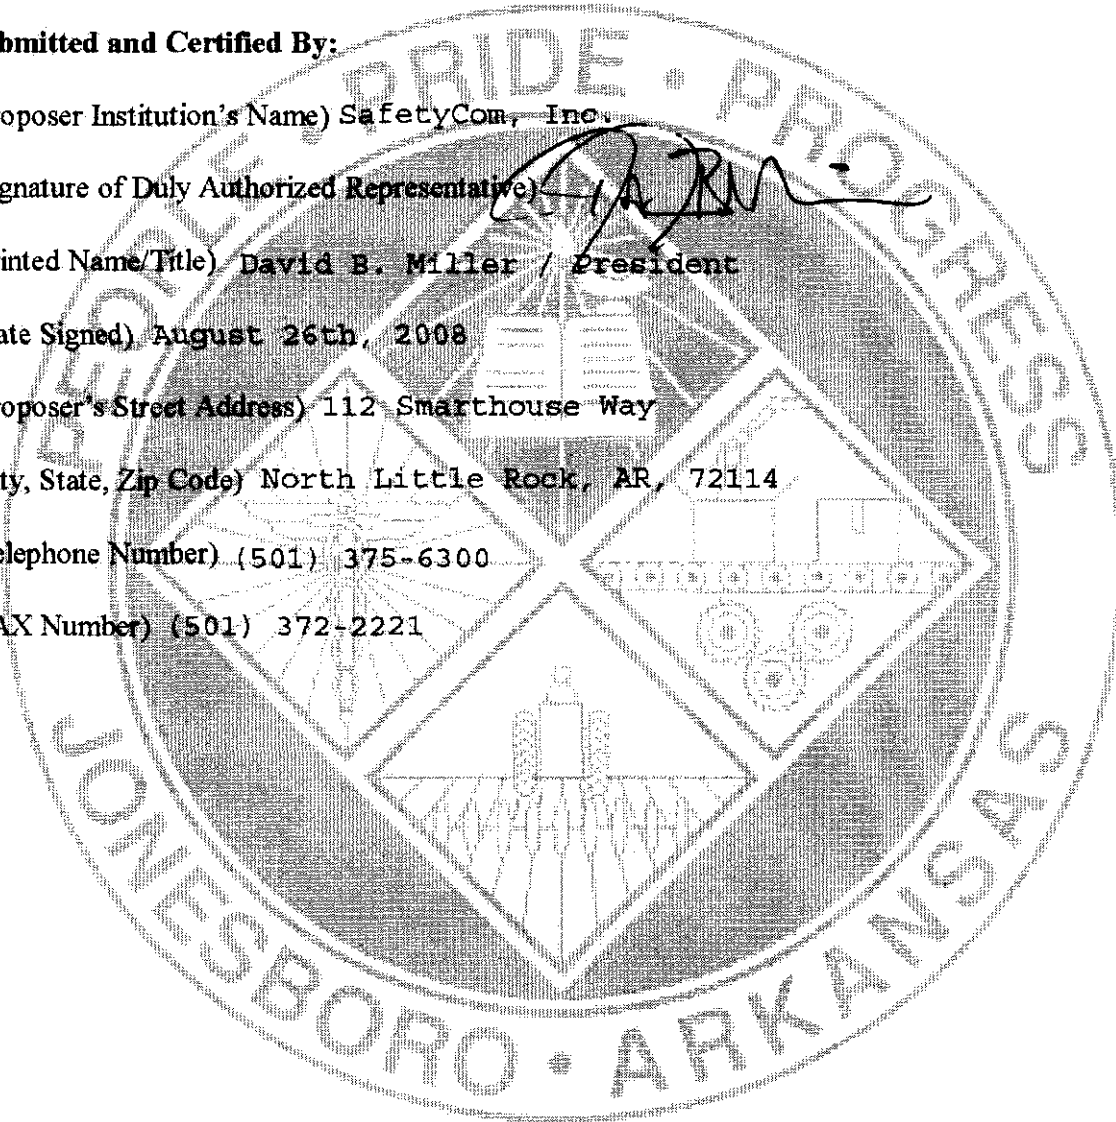 bmitted and Certified By:
oposer Institution's Name) SafetyCom, Inc.
gnature of Duly Authorized Representative)
inted Name/Title) David B. Miller / President
ate Signed) August 26th, 2008
oposer's Street Address) 112 Smarthouse Way
ty, State, Zip Code) North Little Rock, AR, 72114
elephone Number) (501) 375-6300
AX Number) (501) 372-2221
PEOPLE · PRIDE · PROGRESS
JONESBORO · ARKANSAS